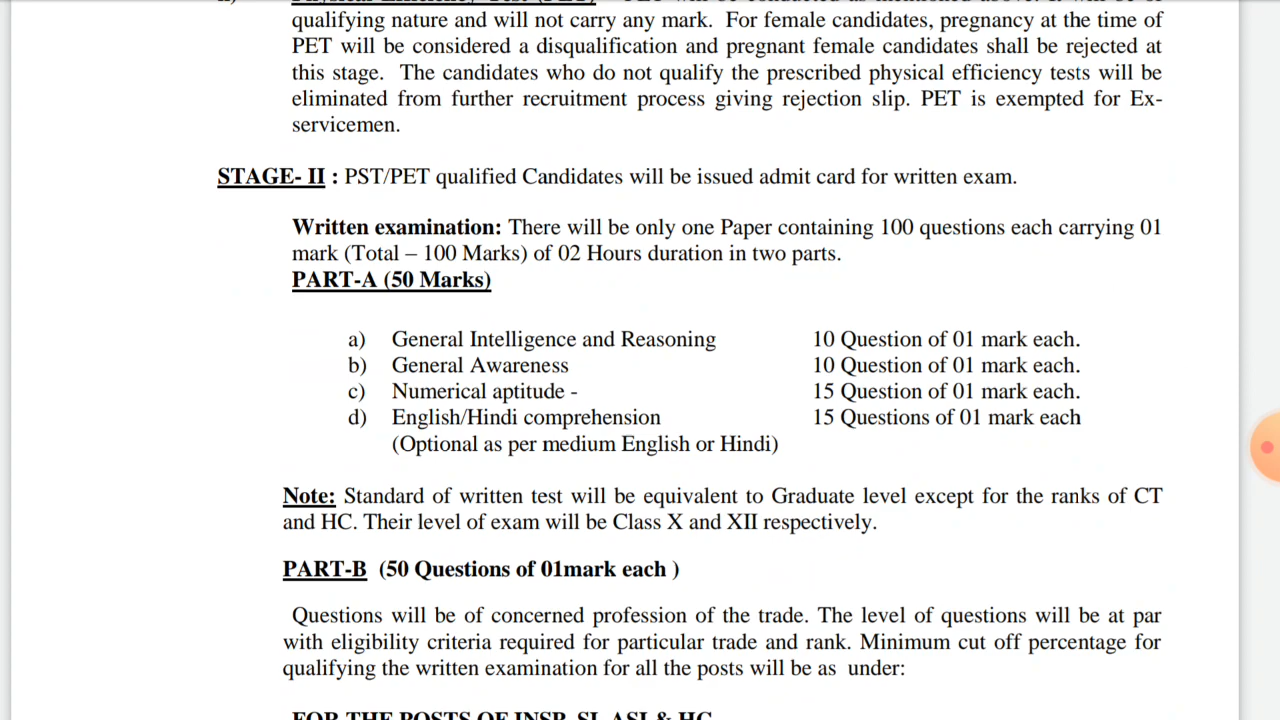 qualifying nature and will not carry any mark. For female candidates, pregnancy at the time of
PET will be considered a disqualification and pregnant female candidates shall be rejected at
this stage. The candidates who do not qualify the prescribed physical efficiency tests will be
eliminated from further recruitment process giving rejection slip. PET is exempted for Ex-
servicemen.
STAGE- II : PST/PET qualified Candidates will be issued admit card for written exam.
Written examination: There will be only one Paper containing 100 questions each carrying 01
mark (Total – 100 Marks) of 02 Hours duration in two parts.
PART-A (50 Marks)
a) General Intelligence and Reasoning 10 Question of 01 mark each.
b) General Awareness 10 Question of 01 mark each.
c) Numerical aptitude - 15 Question of 01 mark each.
d) English/Hindi comprehension 15 Questions of 01 mark each
(Optional as per medium English or Hindi)
Note: Standard of written test will be equivalent to Graduate level except for the ranks of CT
and HC. Their level of exam will be Class X and XII respectively.
PART-B (50 Questions of 01mark each )
Questions will be of concerned profession of the trade. The level of questions will be at par
with eligibility criteria required for particular trade and rank. Minimum cut off percentage for
qualifying the written examination for all the posts will be as under:
FOR THE POSTS OF INSP, SI, ASI & HC